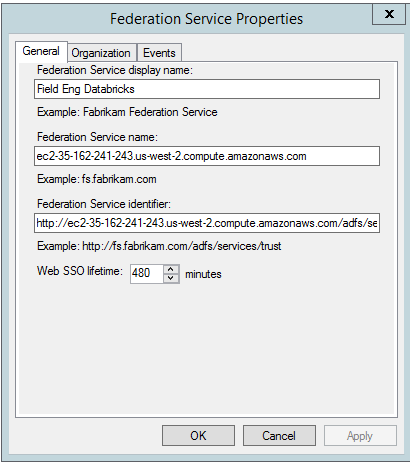 Federation Service Properties
x
General Organization Events
Federation Service display name:
Field Eng Databricks
Example: Fabrikam Federation Service
Federation Service name:
ec2-35-162-241-243.us-west-2.compute.amazonaws.com
Example: fs.fabrikam.com
Federation Service identifier:
http://ec2-35-162-241-243.us-west-2.compute.amazonaws.com/adfs/se
Example: http://fs.fabrikam.com/adfs/services/trust
Web SSO lifetime: 480 minutes
OK Cancel Apply